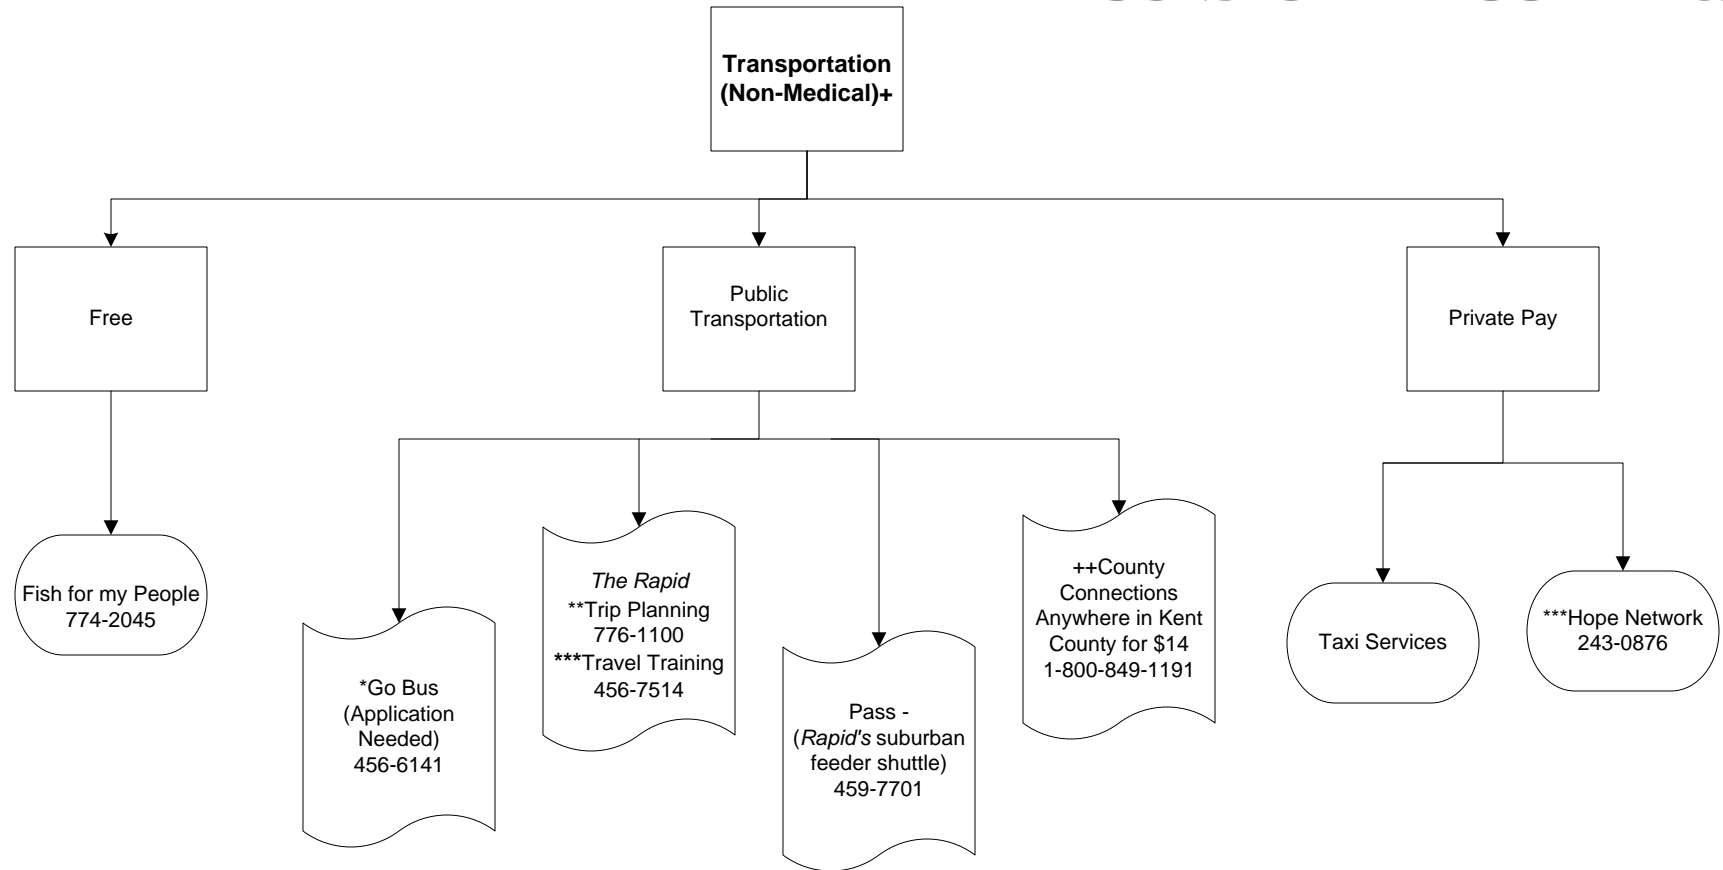 Transportation
(Non-Medical)+
Free
Public
Transportation
Private Pay
Fish for my People
774-2045
*Go Bus
(Application
Needed)
456-6141
The Rapid
**Trip Planning
776-1100
***Travel Training
456-7514
Pass -
(Rapid's suburban
feeder shuttle)
459-7701
++County
Connections
Anywhere in Kent
County for $14
1-800-849-1191
Taxi Services
***Hope Network
243-0876